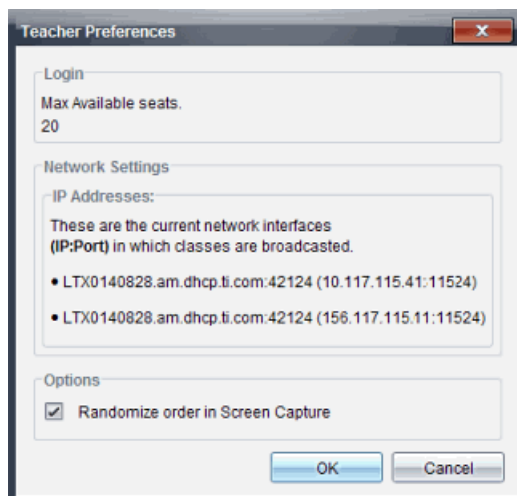 Teacher Preferences
Login
Max Available seats.
20
Network Settings
IP Addresses:
These are the current network interfaces
(IP:Port) in which classes are broadcasted.
• LTX0140828.am.dhcp.ti.com:42124 (10.117.115.41:11524)
• LTX0140828.am.dhcp.ti.com:42124 (156.117.115.11:11524)
Options
Randomize order in Screen Capture
OK Cancel